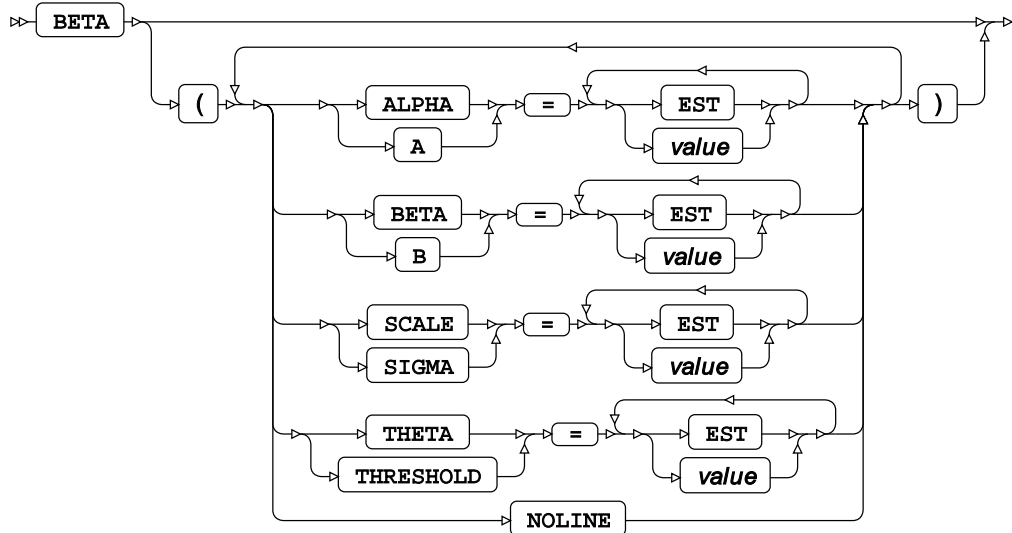 BETA
( ALPHA = EST )
A value
BETA = EST
B value
SCALE = EST
SIGMA value
THETA = EST
THRESHOLD value
NOLINE